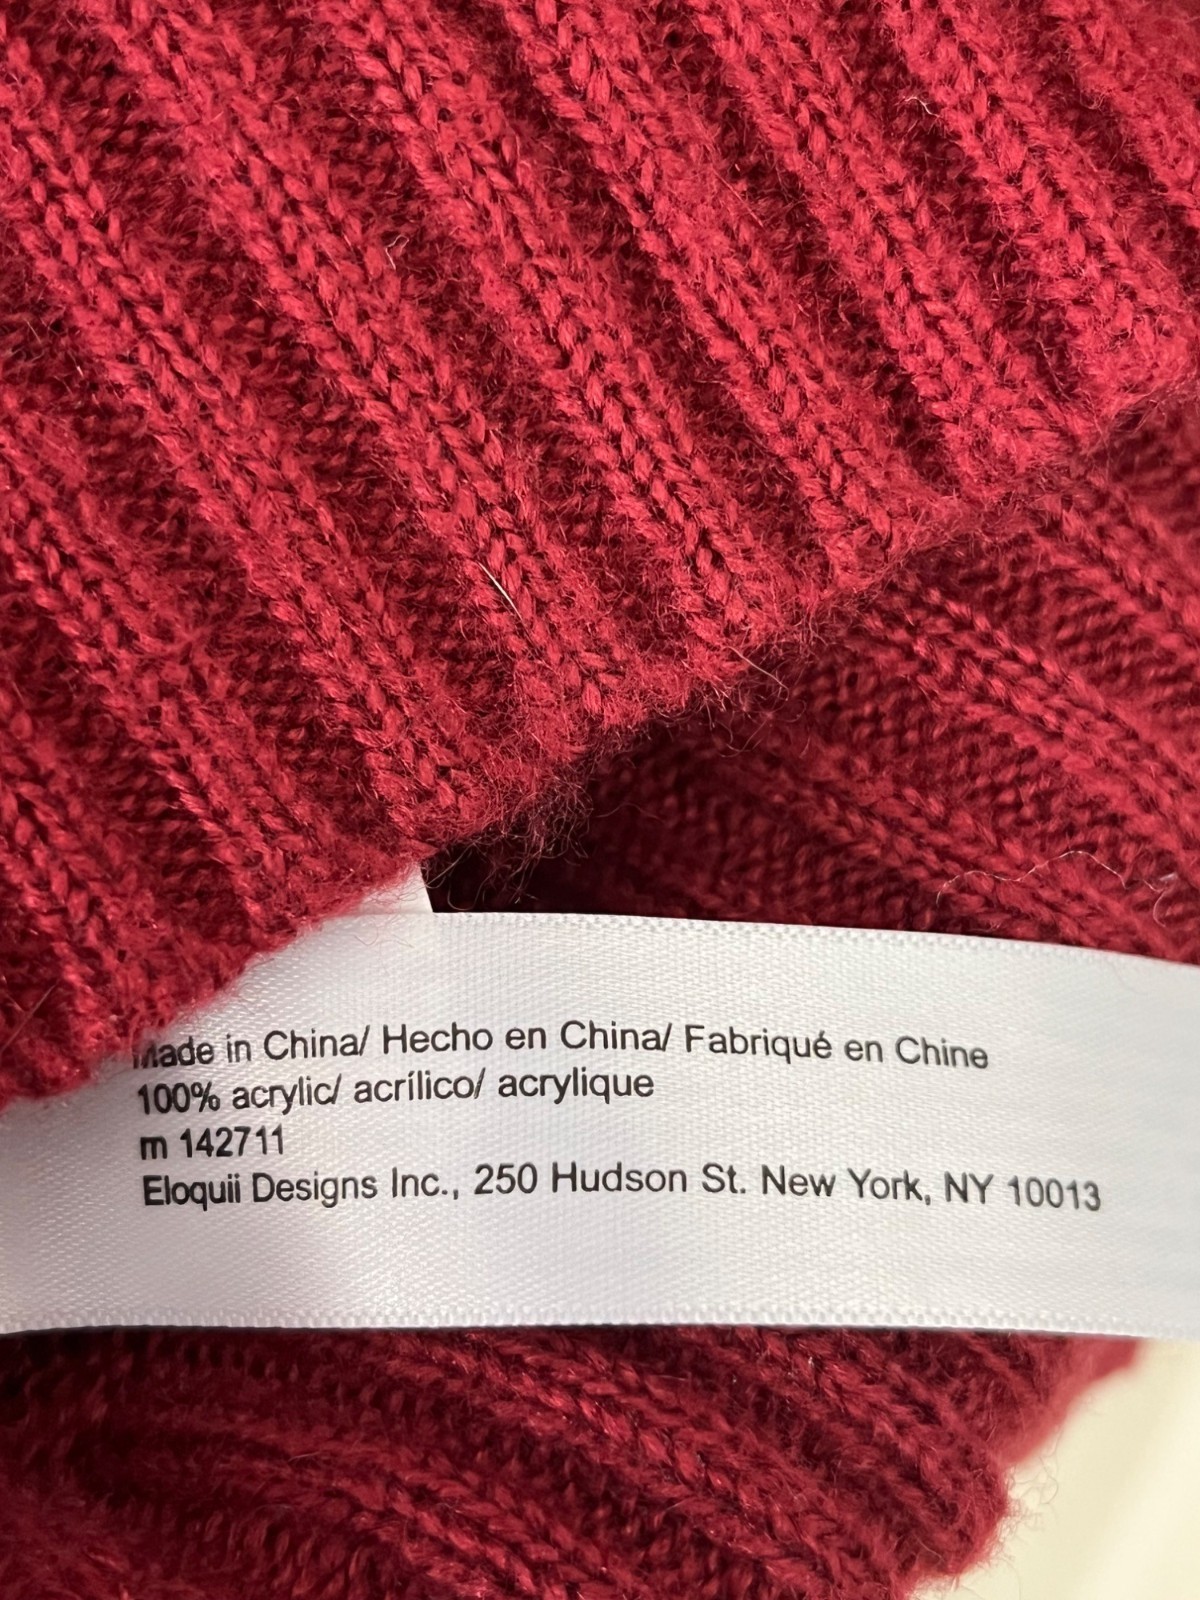 Made in China/ Hecho en China/ Fabriqué en Chine
100% acrylic/ acrílico/ acrylique
m 142711
Eloquii Designs Inc., 250 Hudson St. New York, NY 10013